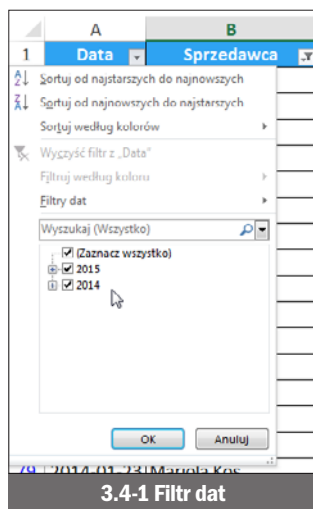 A B
1 Data Sprzedawca
Sortuj od najstarszych do najnowszych
Sortuj od najnowszych do najstarszych
Sortuj według kolorów
Wyczyść filtr z „Data"
Filtruj według koloru
Filtry dat
Wyszukaj (Wszystko)
(Zaznacz wszystko)
2015
2014
OK Anuluj
79 2014-01-23 Mariola Kos
3.4-1 Filtr dat